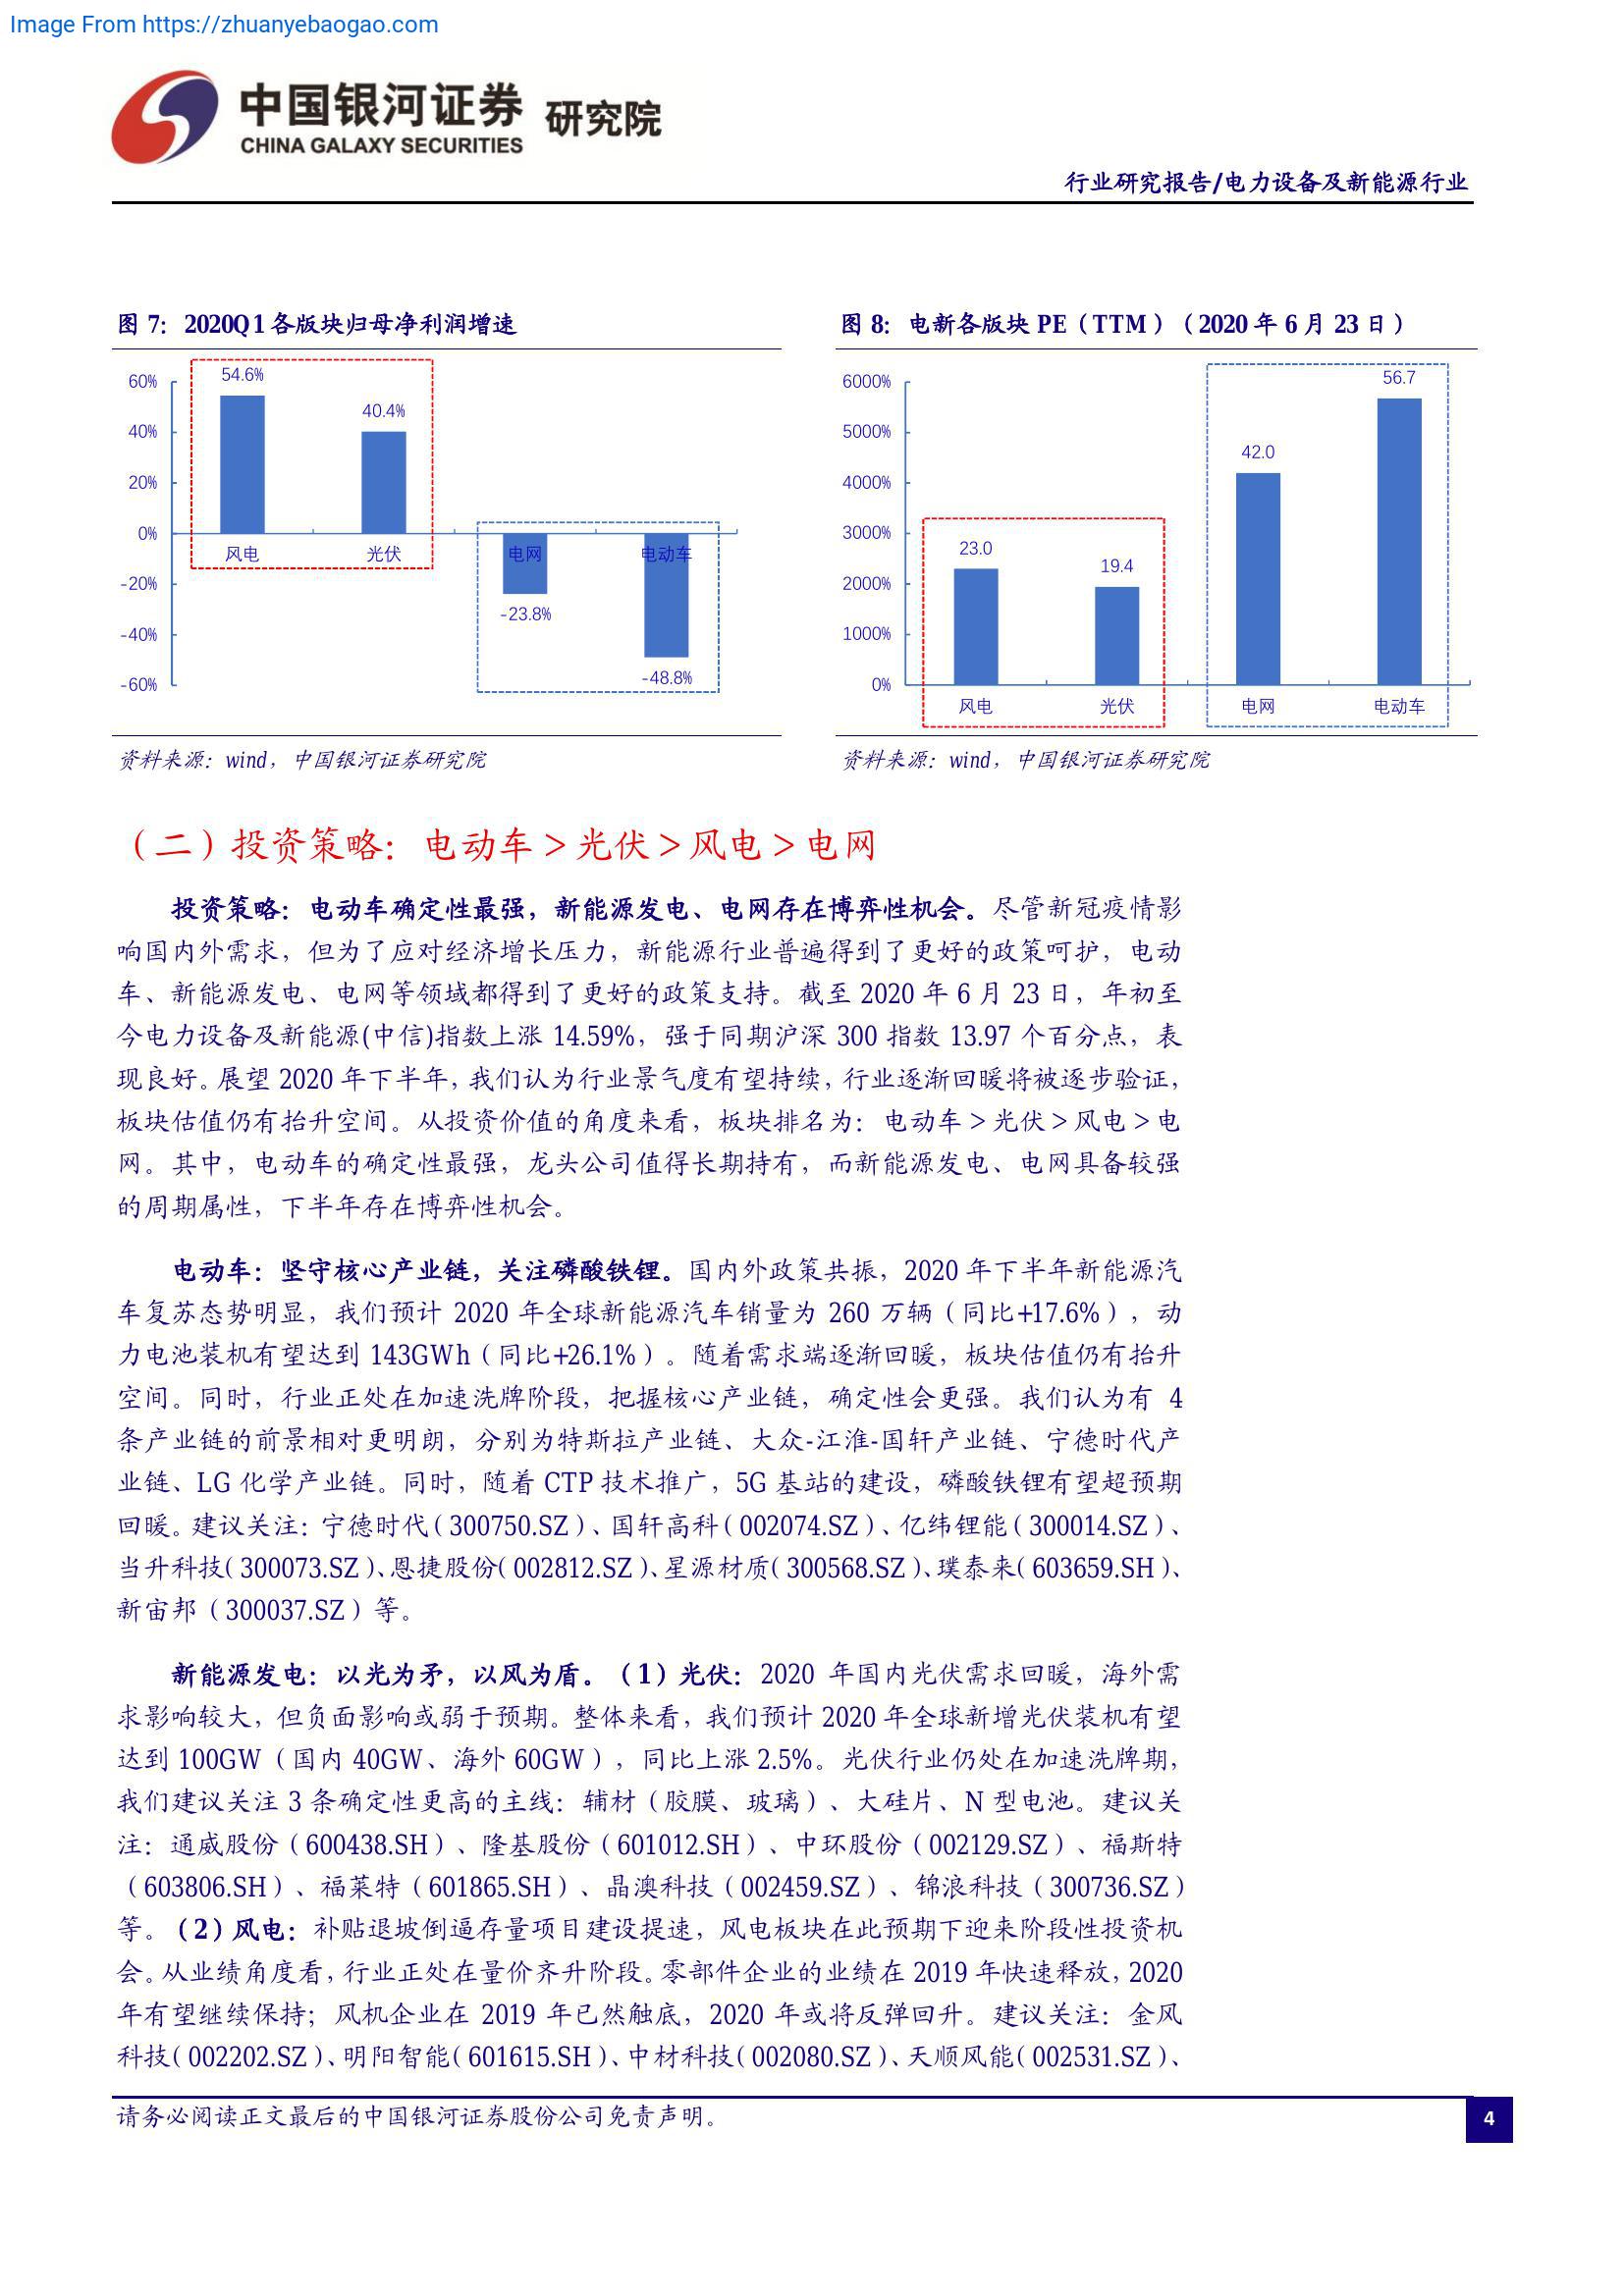 Image From https://zhuanyebaogao.com
中国银河证券 研究院
CHINA GALAXY SECURITIES
行业研究报告/电力设备及新能源行业
图 7: 2020Q1 各版块归母净利润增速
60%
40%
20%
0%
-20%
-40%
-60%
54.6%
40.4%
风电
光伏
电网
电动车
-23.8%
-48.8%
资料来源：wind，中国银河证券研究院
图 8: 电新各版块 PE（TTM）（2020 年 6 月 23 日）
6000%
5000%
4000%
3000%
2000%
1000%
0%
23.0
19.4
42.0
56.7
风电
光伏
电网
电动车
资料来源：wind，中国银河证券研究院
（二）投资策略：电动车＞光伏＞风电＞电网
投资策略：电动车确定性最强，新能源发电、电网存在博弈性机会。尽管新冠疫情影
响国内外需求，但为了应对经济增长压力，新能源行业普遍得到了更好的政策呵护，电动
车、新能源发电、电网等领域都得到了更好的政策支持。截至 2020 年 6 月 23 日，年初至
今电力设备及新能源(中信)指数上涨 14.59%，强于同期沪深 300 指数 13.97 个百分点，表
现良好。展望 2020 年下半年，我们认为行业景气度有望持续，行业逐渐回暖将被逐步验证，
板块估值仍有抬升空间。从投资价值的角度来看，板块排名为：电动车＞光伏＞风电＞电
网。其中，电动车的确定性最强，龙头公司值得长期持有，而新能源发电、电网具备较强
的周期属性，下半年存在博弈性机会。
电动车：坚守核心产业链，关注磷酸铁锂。国内外政策共振，2020 年下半年新能源汽
车复苏态势明显，我们预计 2020 年全球新能源汽车销量为 260 万辆（同比+17.6%），动
力电池装机有望达到 143GWh（同比+26.1%）。随着需求端逐渐回暖，板块估值仍有抬升
空间。同时，行业正处在加速洗牌阶段，把握核心产业链，确定性会更强。我们认为有 4
条产业链的前景相对更明朗，分别为特斯拉产业链、大众-江淮-国轩产业链、宁德时代产
业链、LG 化学产业链。同时，随着 CTP 技术推广，5G 基站的建设，磷酸铁锂有望超预期
回暖。建议关注：宁德时代（300750.SZ）、国轩高科（002074.SZ）、亿纬锂能（300014.SZ）、
当升科技（300073.SZ）、恩捷股份（002812.SZ）、星源材质（300568.SZ）、璞泰来（603659.SH）、
新宙邦（300037.SZ）等。
新能源发电：以光为矛，以风为盾。（1）光伏：2020 年国内光伏需求回暖，海外需
求影响较大，但负面影响或弱于预期。整体来看，我们预计 2020 年全球新增光伏装机有望
达到 100GW（国内 40GW、海外 60GW），同比上涨 2.5%。光伏行业仍处在加速洗牌期，
我们建议关注 3 条确定性更高的主线：辅材（胶膜、玻璃）、大硅片、N 型电池。建议关
注：通威股份（600438.SH）、隆基股份（601012.SH）、中环股份（002129.SZ）、福斯特
（603806.SH）、福莱特（601865.SH）、晶澳科技（002459.SZ）、锦浪科技（300736.SZ）
等。（2）风电：补贴退坡倒逼存量项目建设提速，风电板块在此预期下迎来阶段性投资机
会。从业绩角度看，行业正处在量价齐升阶段。零部件企业的业绩在 2019 年快速释放，2020
年有望继续保持；风机企业在 2019 年已然触底，2020 年或将反弹回升。建议关注：金风
科技（002202.SZ）、明阳智能（601615.SH）、中材科技（002080.SZ）、天顺风能（002531.SZ）、
请务必阅读正文最后的中国银河证券股份公司免责声明。
4